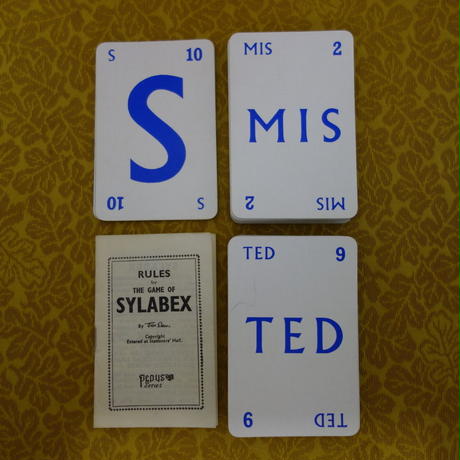 S 10
S
10 S
MIS 2
MIS
2 MIS
RULES
for
THE GAME OF
SYLABEX
By
Copyright
Entered at Stationers' Hall.
Pepys
series
TED 9
TED
9 TED